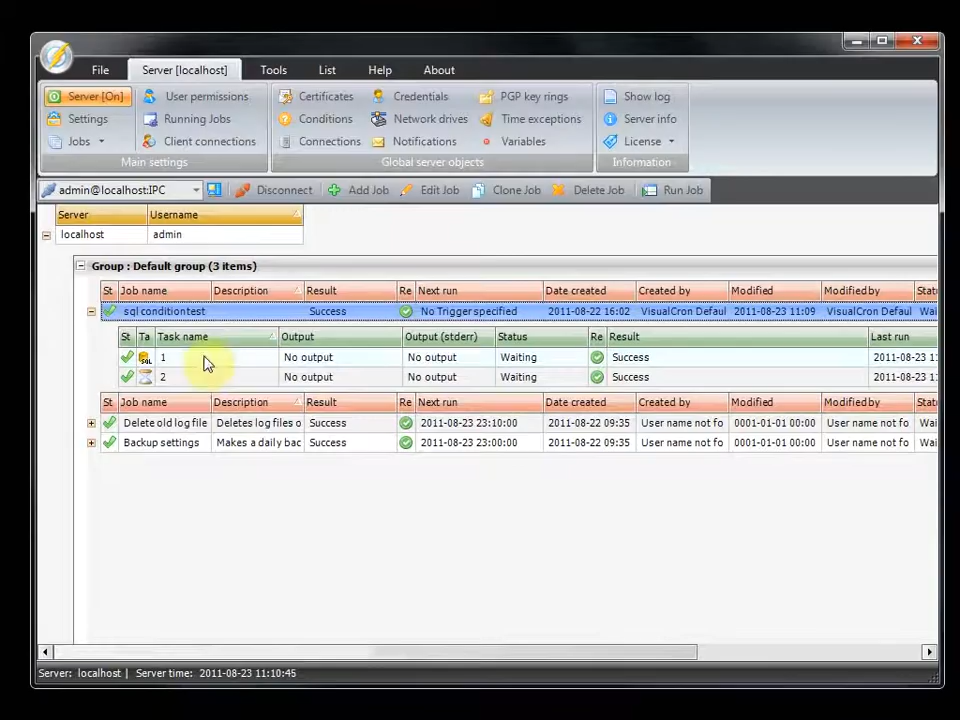 File Server [localhost] Tools List Help About
Server [On] User permissions Certificates Credentials PGP key rings Show log
Settings Running Jobs Conditions Network drives Time exceptions Server info
Jobs Client connections Connections Notifications Variables License
Main settings Global server objects Information
admin@localhost:IPC Disconnect Add Job Edit Job Clone Job Delete Job Run Job
Server Username
localhost admin
Group : Default group (3 items)
St Job name Description Result Re Next run Date created Created by Modified Modified by Statu
sql condition test Success No Trigger specified 2011-08-22 16:02 VisualCron Defaul 2011-08-23 11:09 VisualCron Defaul Wai
St Ta Task name Output Output (stderr) Status Re Result Last run
SQL 1 No output No output Waiting Success 2011-08-23 11:
2 No output No output Waiting Success 2011-08-23 11:
St Job name Description Result Re Next run Date created Created by Modified Modified by Statu
Delete old log file Deletes log files o Success 2011-08-23 23:10:00 2011-08-22 09:35 User name not fo 0001-01-01 00:00 User name not fo Wai
Backup settings Makes a daily bac Success 2011-08-23 23:00:00 2011-08-22 09:35 User name not fo 0001-01-01 00:00 User name not fo Wai
Server: localhost | Server time: 2011-08-23 11:10:45